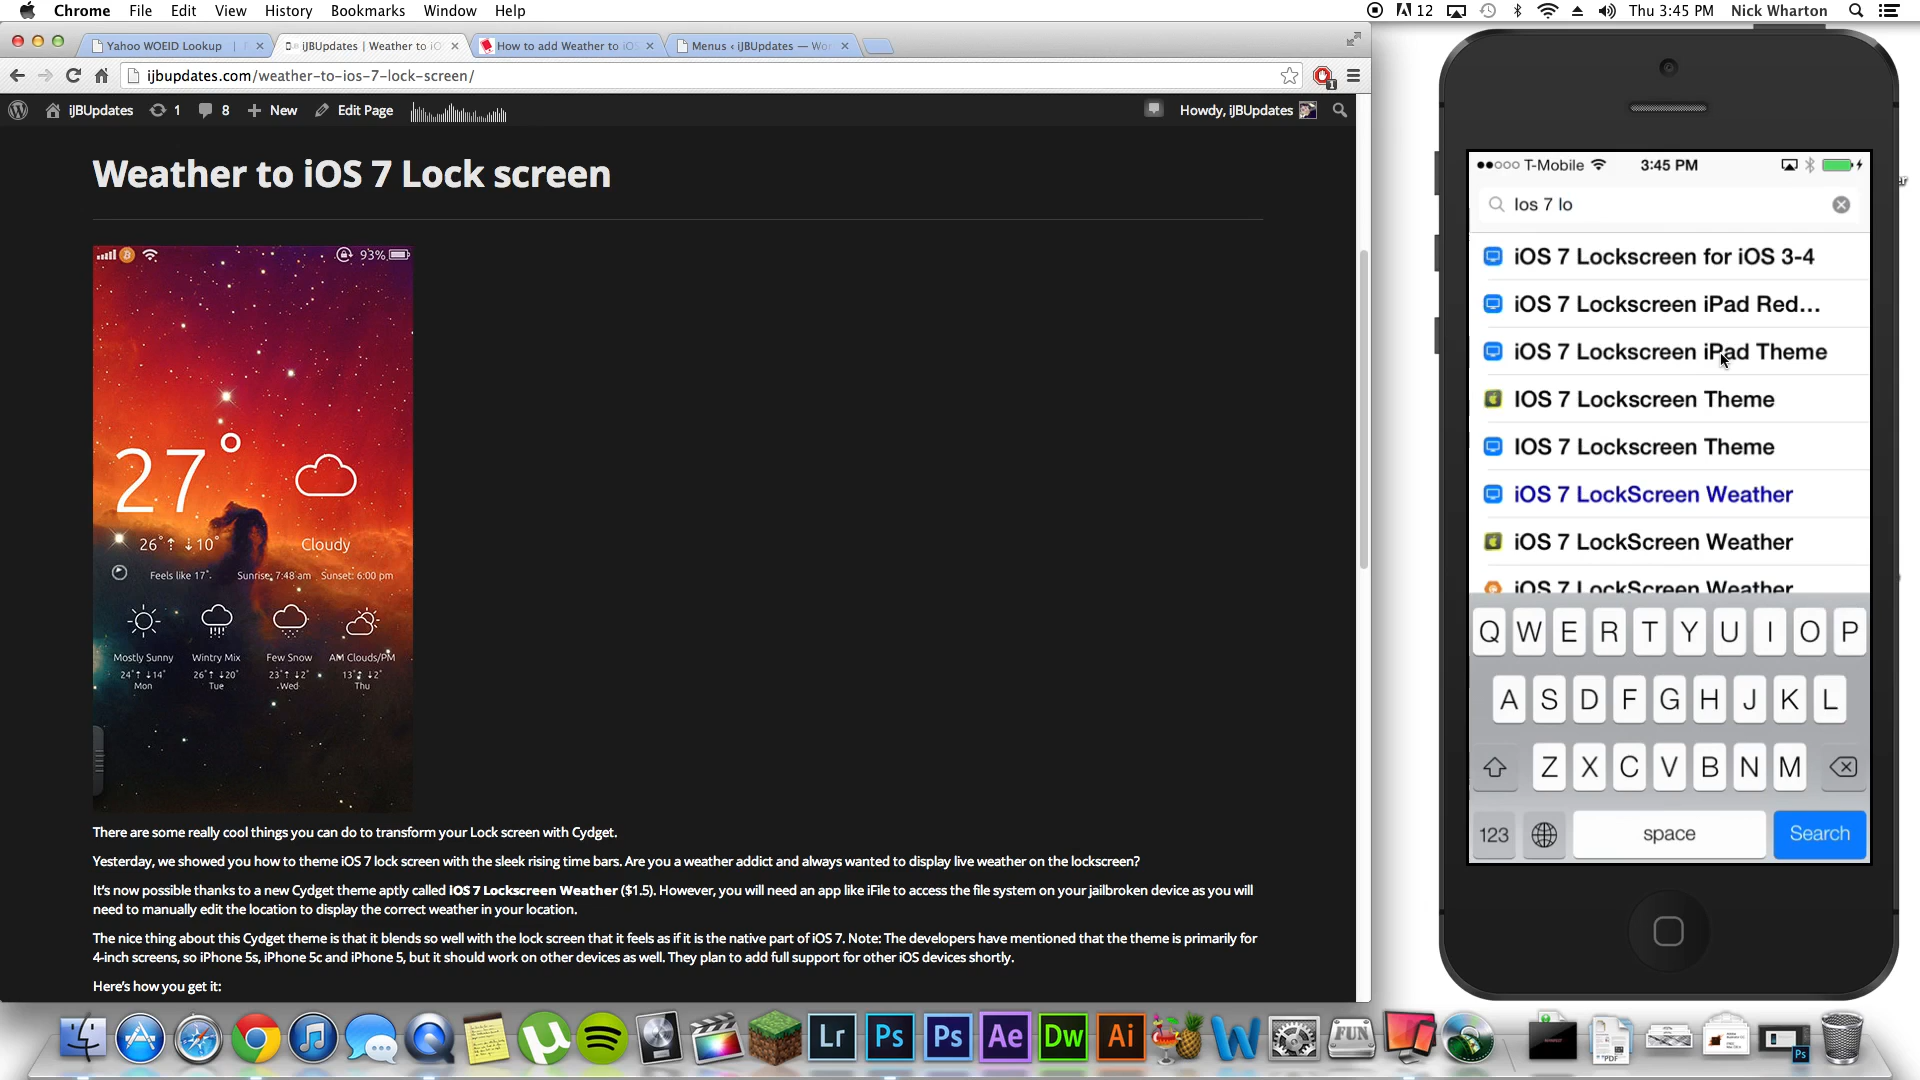 Chrome File Edit View History Bookmarks Window Help
12 Thu 3:45 PM Nick Wharton
Yahoo WOEID Lookup
iJBUpdates | Weather to iO
How to add Weather to iOS
Menus ‹ iJBUpdates — Wor
ijbupdates.com/weather-to-ios-7-lock-screen/
1
iJBUpdates 1 8 New Edit Page
Howdy, iJBUpdates
Weather to iOS 7 Lock screen
93%
27°
26° 10°
Cloudy
Feels like 17°. Sunrise: 7:48 am Sunset: 6:00 pm
Mostly Sunny Wintry Mix Few Snow AM Clouds/PM
24° 14° 26° 20° 23° 2° 13° 2°
Mon Tue Wed Thu
There are some really cool things you can do to transform your Lock screen with Cydget.
Yesterday, we showed you how to theme iOS 7 lock screen with the sleek rising time bars. Are you a weather addict and always wanted to display live weather on the lockscreen?
It's now possible thanks to a new Cydget theme aptly called iOS 7 Lockscreen Weather ($1.5). However, you will need an app like iFile to access the file system on your jailbroken device as you will
need to manually edit the location to display the correct weather in your location.
The nice thing about this Cydget theme is that it blends so well with the lock screen that it feels as if it is the native part of iOS 7. Note: The developers have mentioned that the theme is primarily for
4-inch screens, so iPhone 5s, iPhone 5c and iPhone 5, but it should work on other devices as well. They plan to add full support for other iOS devices shortly.
Here's how you get it:
T-Mobile 3:45 PM
Ios 7 lo
iOS 7 Lockscreen for iOS 3-4
iOS 7 Lockscreen iPad Red...
iOS 7 Lockscreen iPad Theme
IOS 7 Lockscreen Theme
IOS 7 Lockscreen Theme
iOS 7 LockScreen Weather
iOS 7 LockScreen Weather
iOS 7 LockScreen Weather
Q W E R T Y U I O P
A S D F G H J K L
Z X C V B N M
123 space Search
Lr Ps Ps Ae Dw Ai W FUN
PDF Ps